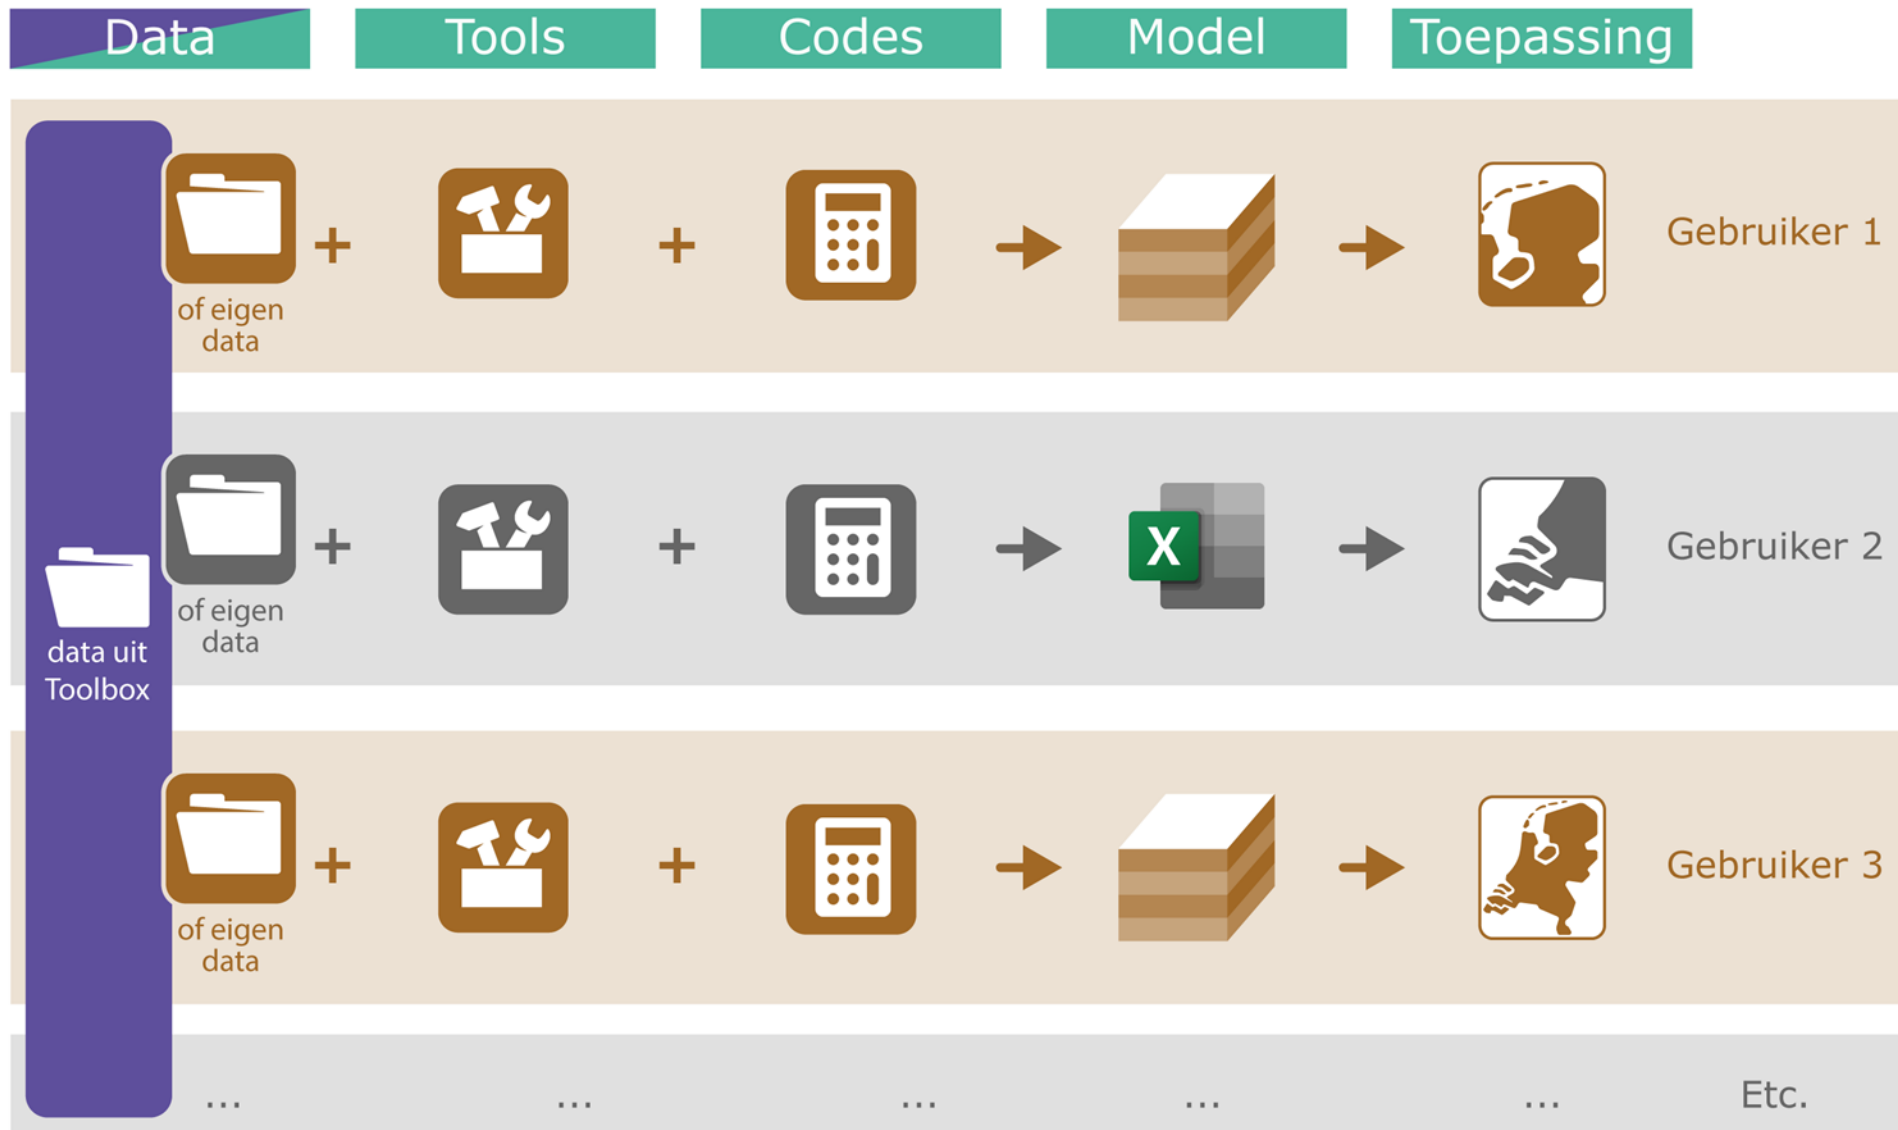 Data
Tools
Codes
Model
Toepassing
of eigen
data
+
+
Gebruiker 1
data uit
Toolbox
of eigen
data
+
+
X
Gebruiker 2
of eigen
data
+
+
Gebruiker 3
...
...
...
...
...
Etc.